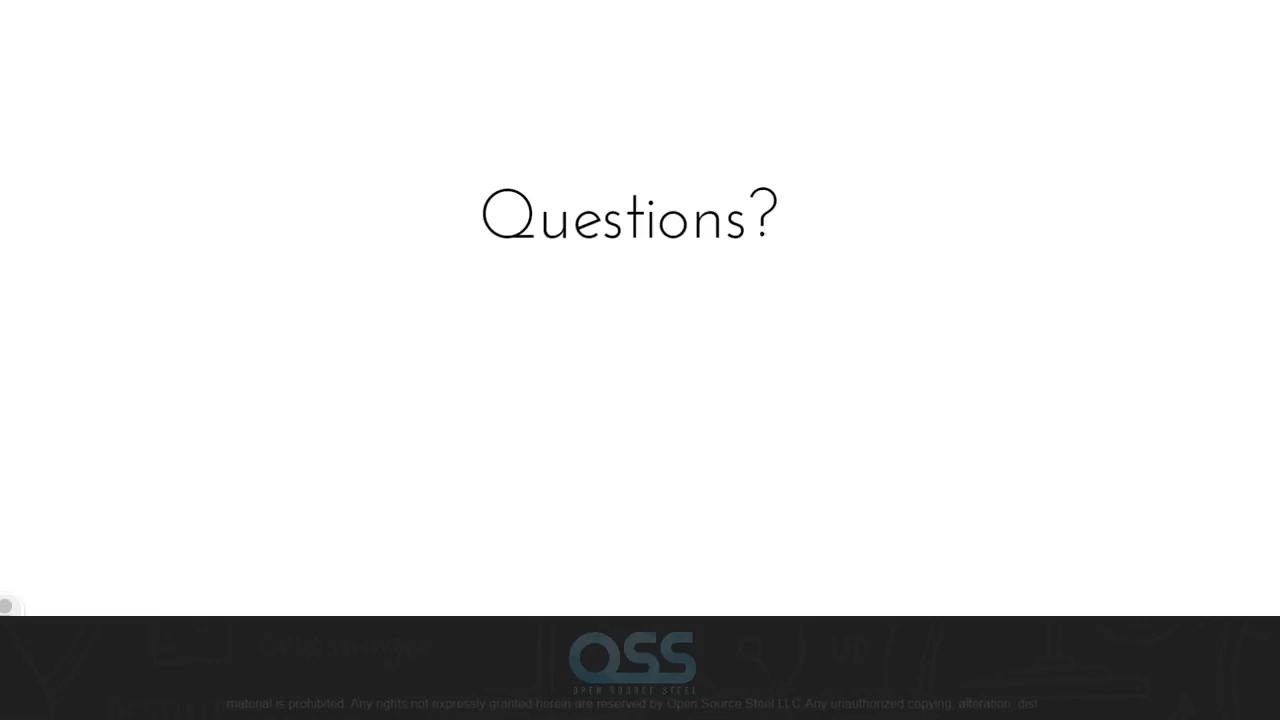 Questions?
OSS
OPEN SOURCE STEEL
material is prohibited. Any rights not expressly granted herein are reserved by Open Source Steel LLC Any unauthorized copying, alteration, dist